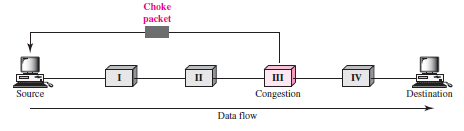 Choke
packet
I
II
III
IV
Source
Congestion
Destination
Data flow